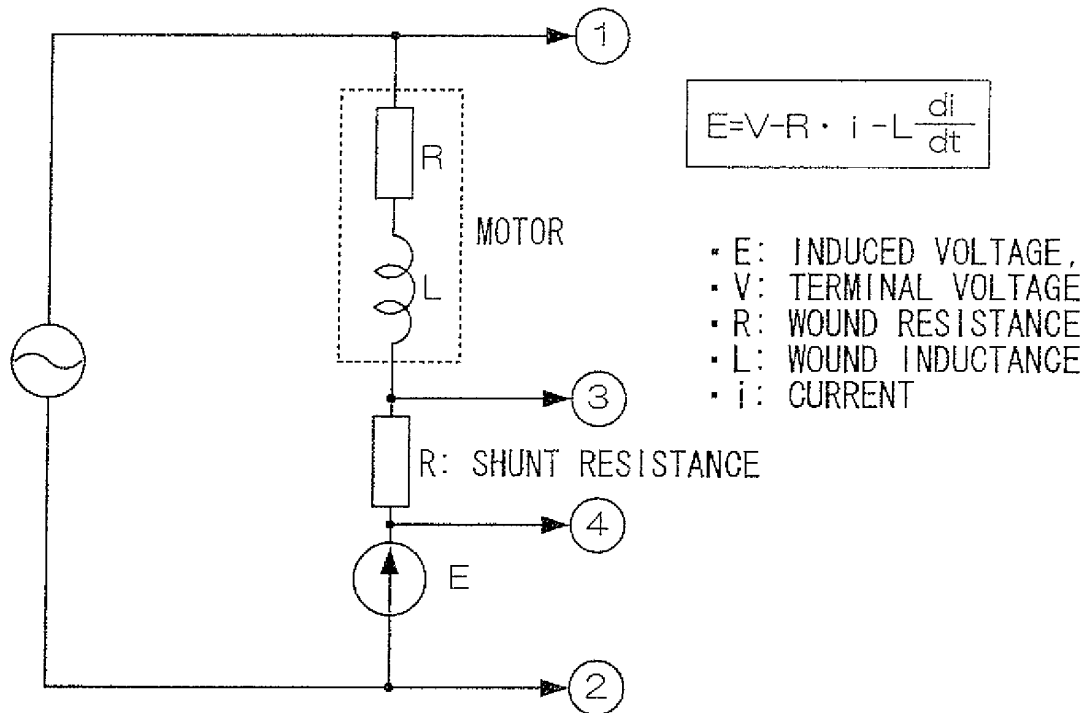 1
E=V-R · i -L di/dt
R
MOTOR
L
· E: INDUCED VOLTAGE,
· V: TERMINAL VOLTAGE
· R: WOUND RESISTANCE
· L: WOUND INDUCTANCE
· i: CURRENT
3
R: SHUNT RESISTANCE
4
E
2